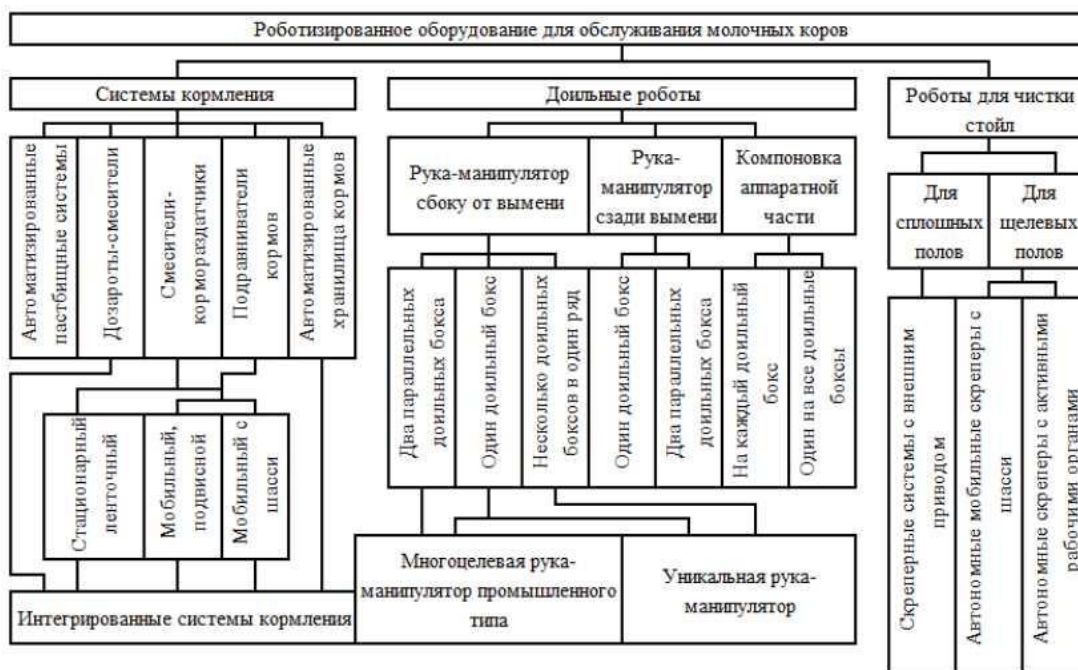 Роботизированное оборудование для обслуживания молочных коров
Системы кормления
Доильные роботы
Роботы для чистки
стойл
Автоматизированные
пастбищные системы
Дозароты-смесители
Смесители-
кормораздатчики
Подравниватели
кормов
Автоматизированные
хранилища кормов
Рука-манипулятор
сбоку от вымени
Рука-
манипулятор
сзади вымени
Компоновка
аппаратной
части
Для
сплошных
полов
Для
щелевых
полов
Два параллельных
доильных бокса
Один доильный бокс
Несколько доильных
боксов в один ряд
Один доильный бокс
Два параллельных
доильных бокса
На каждый доильный
бокс
Один на все доильные
боксы
Скреперные системы с внешним
приводом
Автономные мобильные скреперы с
шасси
Автономные скреперы с активными
рабочими органами
Стационарный
ленточный
Мобильный,
подвисной
Мобильный с
шасси
Многоцелевая рука-
манипулятор промышленного
типа
Уникальная рука-
манипулятор
Интегрированные системы кормления